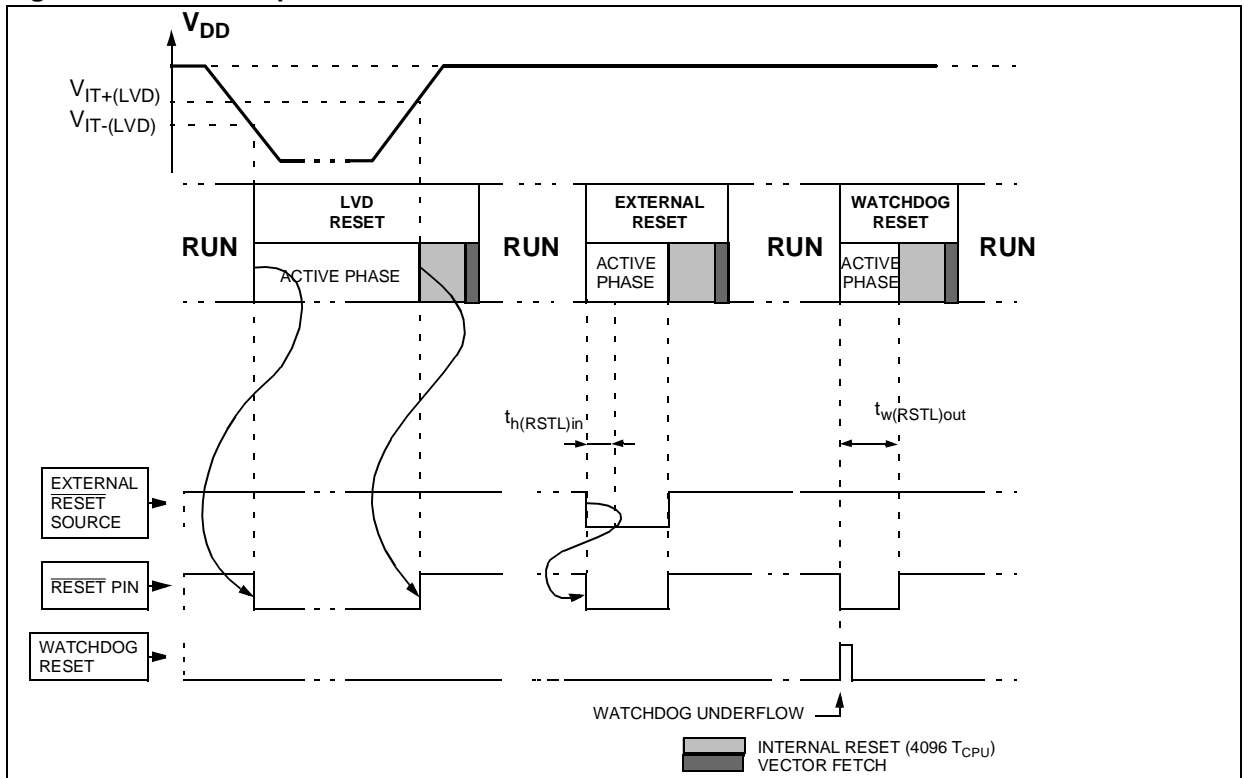 V_DD
V_IT+(LVD)
V_IT-(LVD)
LVD
RESET
EXTERNAL
RESET
WATCHDOG
RESET
RUN
RUN
RUN
RUN
ACTIVE PHASE
ACTIVE
PHASE
ACTIVE
PHASE
t_h(RSTL)in
t_w(RSTL)out
EXTERNAL
RESET
SOURCE
RESET PIN
WATCHDOG
RESET
WATCHDOG UNDERFLOW
INTERNAL RESET (4096 T_CPU)
VECTOR FETCH